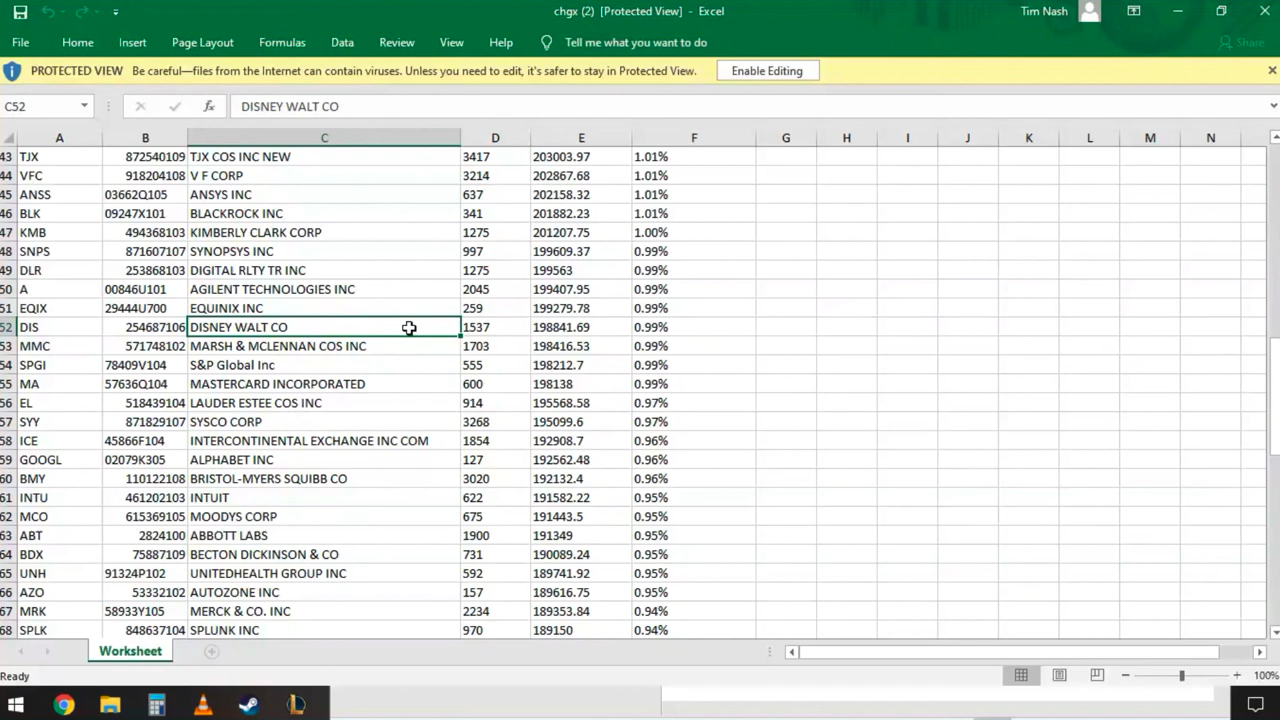 chgx (2) [Protected View] - Excel
Tim Nash
File Home Insert Page Layout Formulas Data Review View Help Tell me what you want to do Share
PROTECTED VIEW Be careful—files from the Internet can contain viruses. Unless you need to edit, it's safer to stay in Protected View. Enable Editing
C52 fx DISNEY WALT CO
A B C D E F G H I J K L M N
43 TJX 872540109 TJX COS INC NEW 3417 203003.97 1.01%
44 VFC 918204108 V F CORP 3214 202867.68 1.01%
45 ANSS 03662Q105 ANSYS INC 637 202158.32 1.01%
46 BLK 09247X101 BLACKROCK INC 341 201882.23 1.01%
47 KMB 494368103 KIMBERLY CLARK CORP 1275 201207.75 1.00%
48 SNPS 871607107 SYNOPSYS INC 997 199609.37 0.99%
49 DLR 253868103 DIGITAL RLTY TR INC 1275 199563 0.99%
50 A 00846U101 AGILENT TECHNOLOGIES INC 2045 199407.95 0.99%
51 EQIX 29444U700 EQUINIX INC 259 199279.78 0.99%
52 DIS 254687106 DISNEY WALT CO 1537 198841.69 0.99%
53 MMC 571748102 MARSH & MCLENNAN COS INC 1703 198416.53 0.99%
54 SPGI 78409V104 S&P Global Inc 555 198212.7 0.99%
55 MA 57636Q104 MASTERCARD INCORPORATED 600 198138 0.99%
56 EL 518439104 LAUDER ESTEE COS INC 914 195568.58 0.97%
57 SYY 871829107 SYSCO CORP 3268 195099.6 0.97%
58 ICE 45866F104 INTERCONTINENTAL EXCHANGE INC COM 1854 192908.7 0.96%
59 GOOGL 02079K305 ALPHABET INC 127 192562.48 0.96%
60 BMY 110122108 BRISTOL-MYERS SQUIBB CO 3020 192132.4 0.96%
61 INTU 461202103 INTUIT 622 191582.22 0.95%
62 MCO 615369105 MOODYS CORP 675 191443.5 0.95%
63 ABT 2824100 ABBOTT LABS 1900 191349 0.95%
64 BDX 75887109 BECTON DICKINSON & CO 731 190089.24 0.95%
65 UNH 91324P102 UNITEDHEALTH GROUP INC 592 189741.92 0.95%
66 AZO 53332102 AUTOZONE INC 157 189616.75 0.95%
67 MRK 58933Y105 MERCK & CO. INC 2234 189353.84 0.94%
68 SPLK 848637104 SPLUNK INC 970 189150 0.94%
Worksheet
Ready 100%